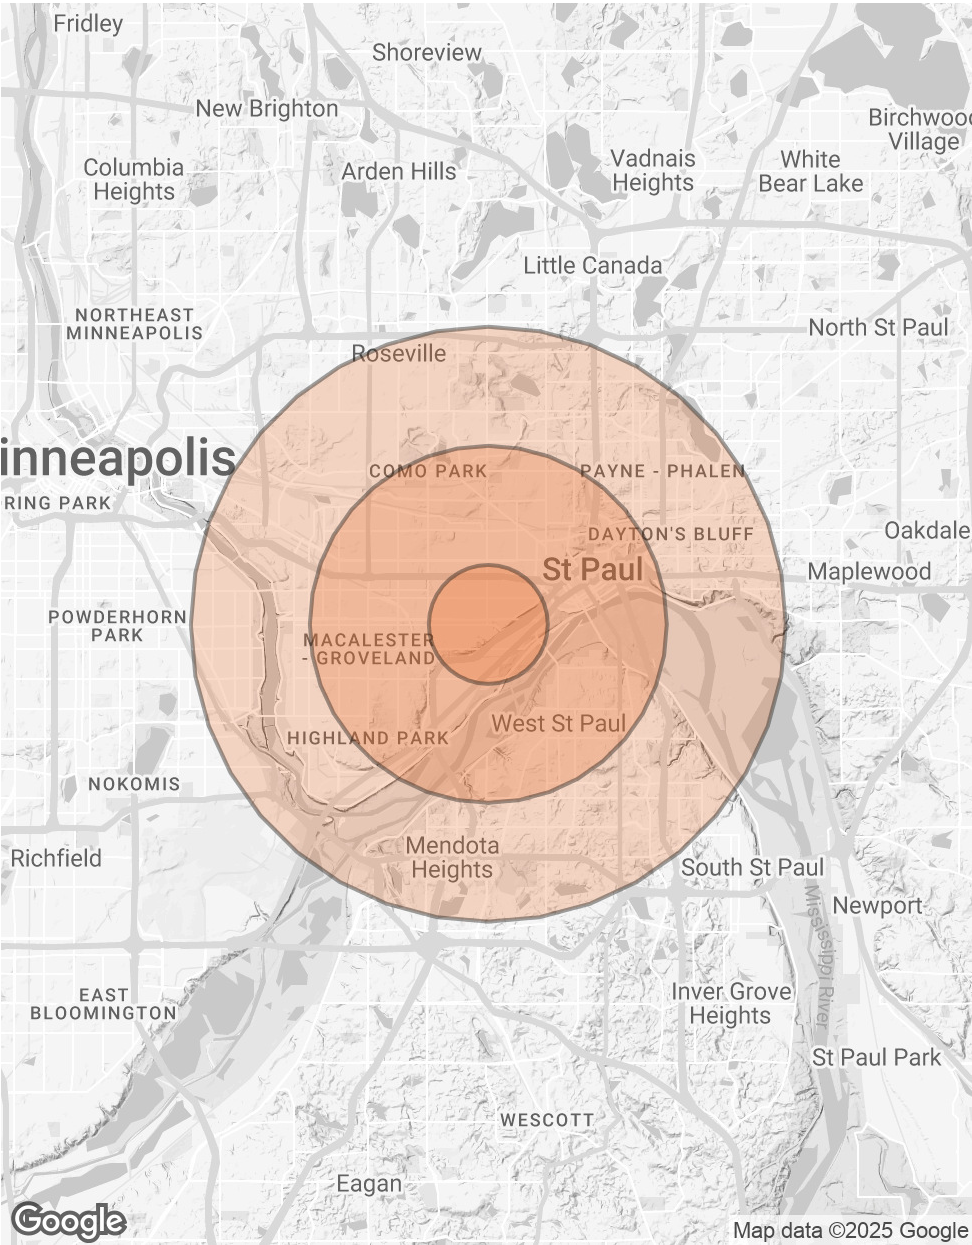 Fridley
Shoreview
New Brighton
Birchwood
Village
Columbia
Heights
Arden Hills
Vadnais
Heights
White
Bear Lake
Little Canada
NORTHEAST
MINNEAPOLIS
North St Paul
Roseville
inneapolis
COMO PARK
PAYNE - PHALEN
RING PARK
DAYTON'S BLUFF
Oakdale
St Paul
Maplewood
POWDERHORN
PARK
MACALESTER
- GROVELAND
West St Paul
HIGHLAND PARK
NOKOMIS
Richfield
Mendota
Heights
South St Paul
Newport
Mississippi River
EAST
BLOOMINGTON
Inver Grove
Heights
St Paul Park
WESCOTT
Eagan
Google
Map data ©2025 Google